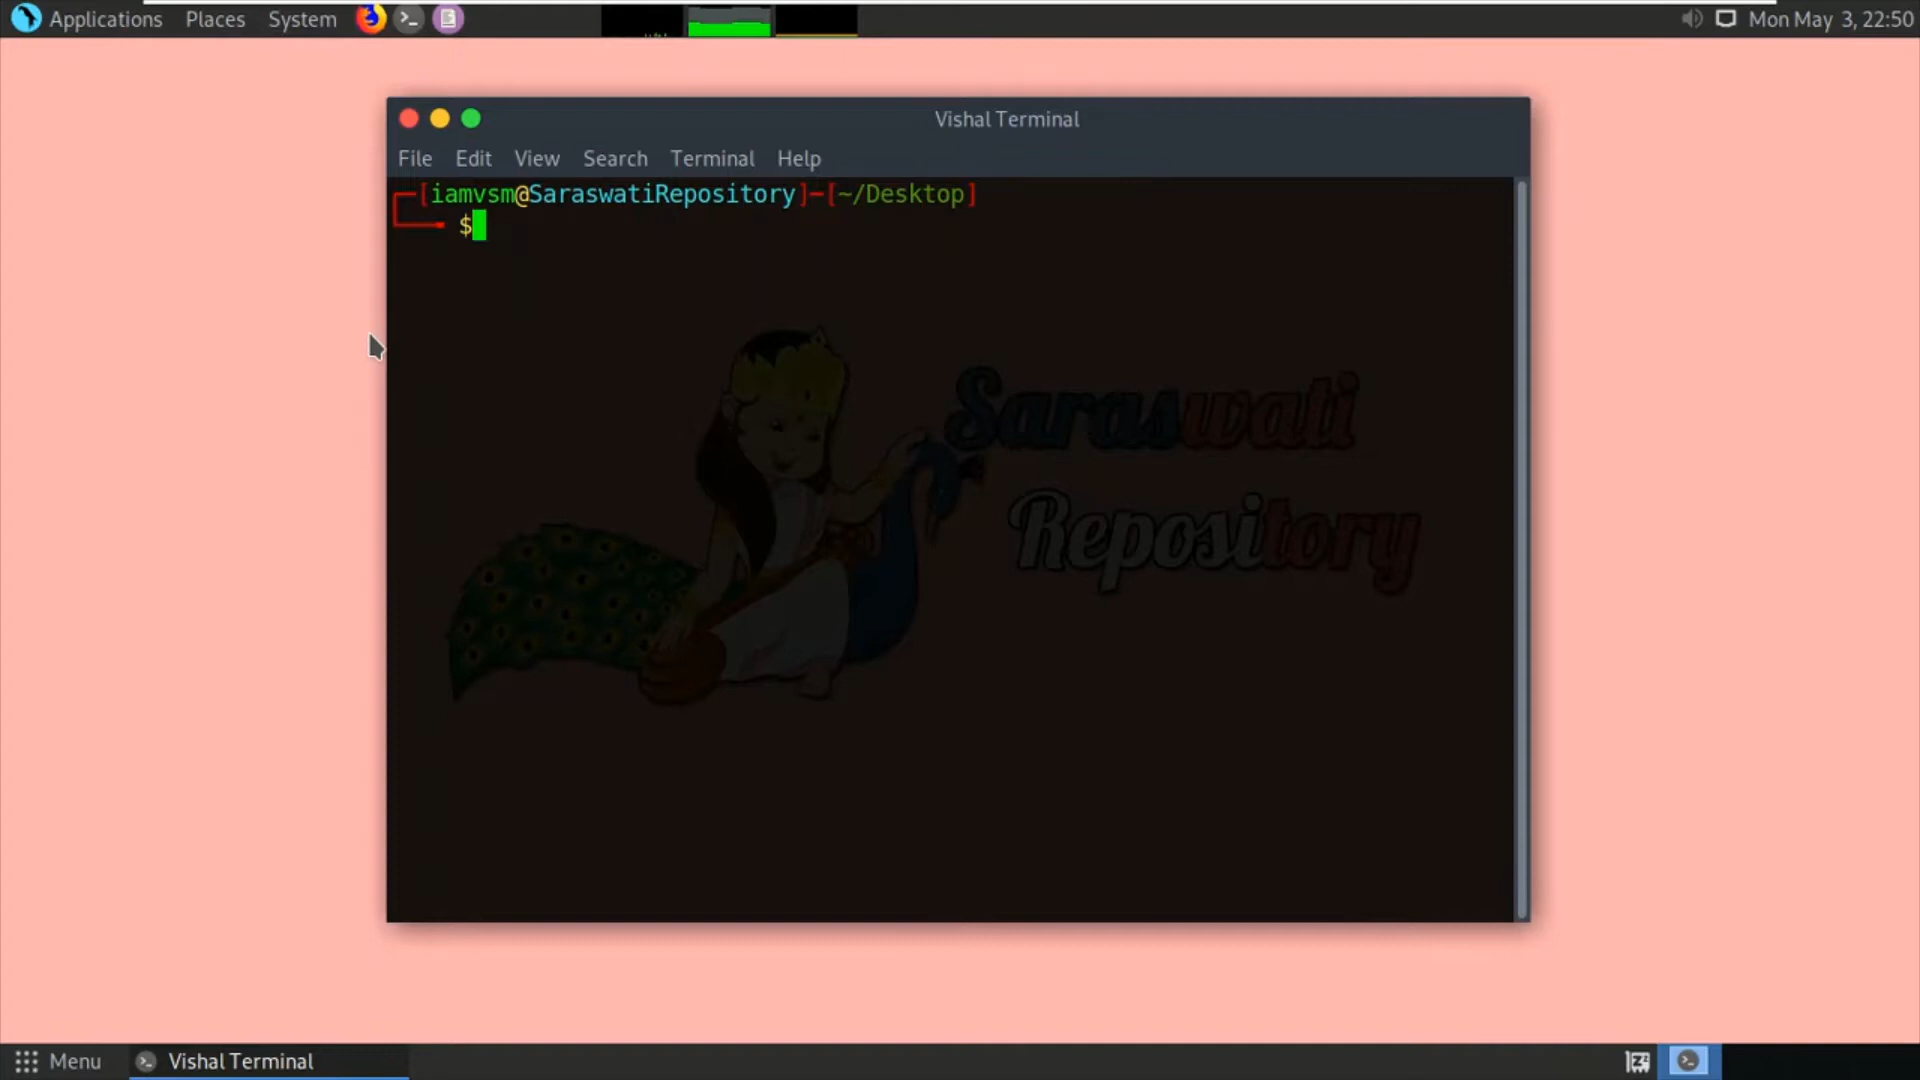 Applications Places System Mon May 3, 22:50
Vishal Terminal
File Edit View Search Terminal Help
┌─[iamvsm@SaraswatiRepository]─[~/Desktop]
└──╼ $
Saraswati
Repository
Menu Vishal Terminal